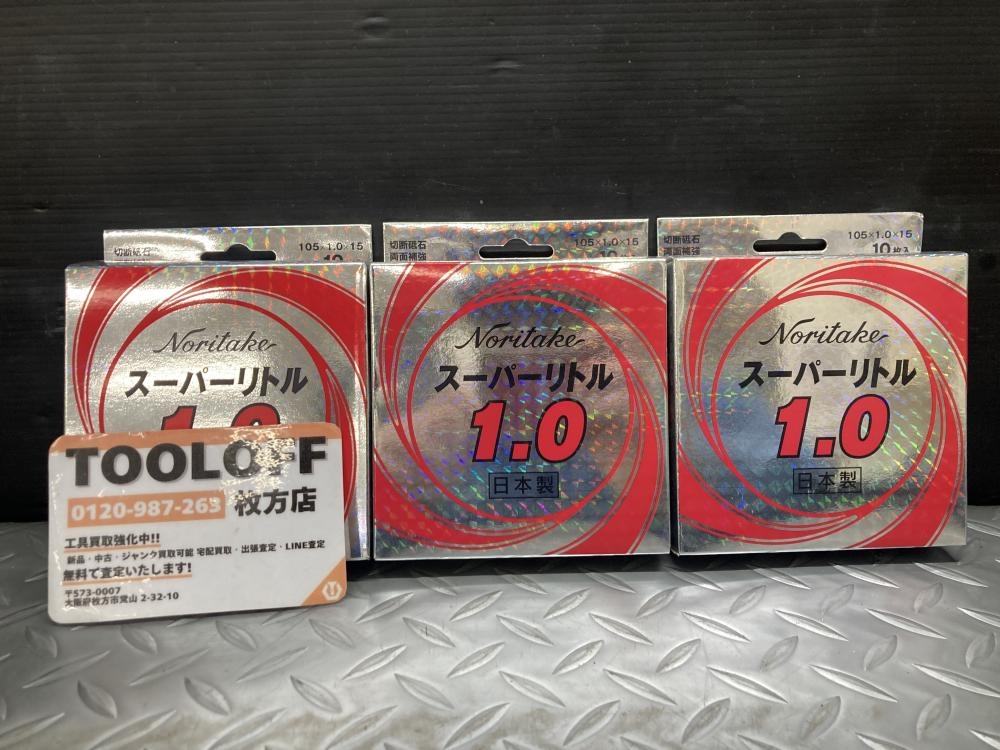 切断砥石
105×1.0×15
10
Noritake
スーパーリトル
1.0
TOOLOFF
0120-987-263 枚方店
工具買取強化中!!
新品・中古・ジャンク買取可能 宅配買取・出張査定・LINE査定
無料で査定いたします!
〒573-0007
大阪府枚方市堂山 2-32-10
切断砥石
両面補強
105×1.0×15
10
Noritake
スーパーリトル
1.0
日本製
切断砥石
両面補強
105×1.0×15
10枚入
Noritake
スーパーリトル
1.0
日本製